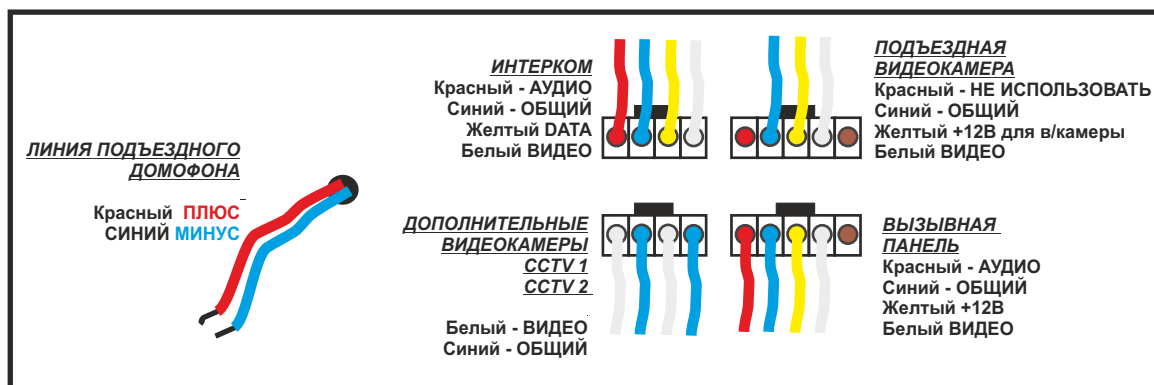 ЛИНИЯ ПОДЪЕЗДНОГО
ДОМОФОНА
Красный ПЛЮС
СИНИЙ МИНУС
ИНТЕРКОМ
Красный - АУДИО
Синий - ОБЩИЙ
Желтый DATA
Белый ВИДЕО
ПОДЪЕЗДНАЯ
ВИДЕОКАМЕРА
Красный - НЕ ИСПОЛЬЗОВАТЬ
Синий - ОБЩИЙ
Желтый +12В для в/камеры
Белый ВИДЕО
ДОПОЛНИТЕЛЬНЫЕ
ВИДЕОКАМЕРЫ
CCTV 1
CCTV 2
Белый - ВИДЕО
Синий - ОБЩИЙ
ВЫЗЫВНАЯ
ПАНЕЛЬ
Красный - АУДИО
Синий - ОБЩИЙ
Желтый +12В
Белый ВИДЕО